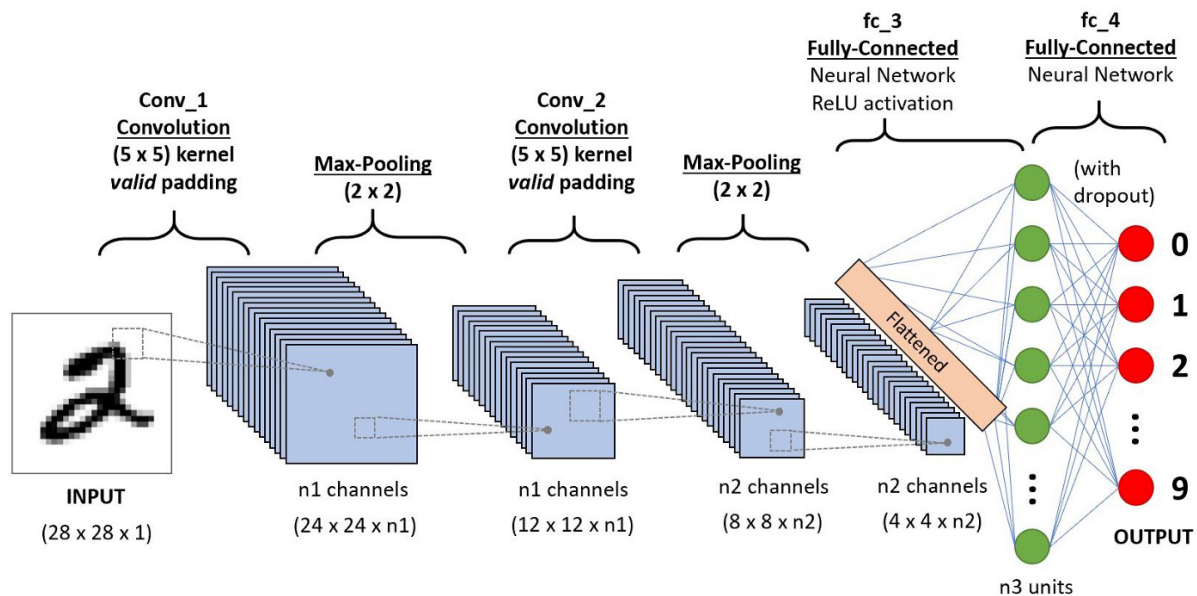 Conv_1
Convolution
(5 x 5) kernel
valid padding
Max-Pooling
(2 x 2)
Conv_2
Convolution
(5 x 5) kernel
valid padding
Max-Pooling
(2 x 2)
fc_3
Fully-Connected
Neural Network
ReLU activation
fc_4
Fully-Connected
Neural Network
(with
dropout)
INPUT
(28 x 28 x 1)
n1 channels
(24 x 24 x n1)
n1 channels
(12 x 12 x n1)
n2 channels
(8 x 8 x n2)
n2 channels
(4 x 4 x n2)
Flattened
n3 units
0
1
2
9
OUTPUT
2